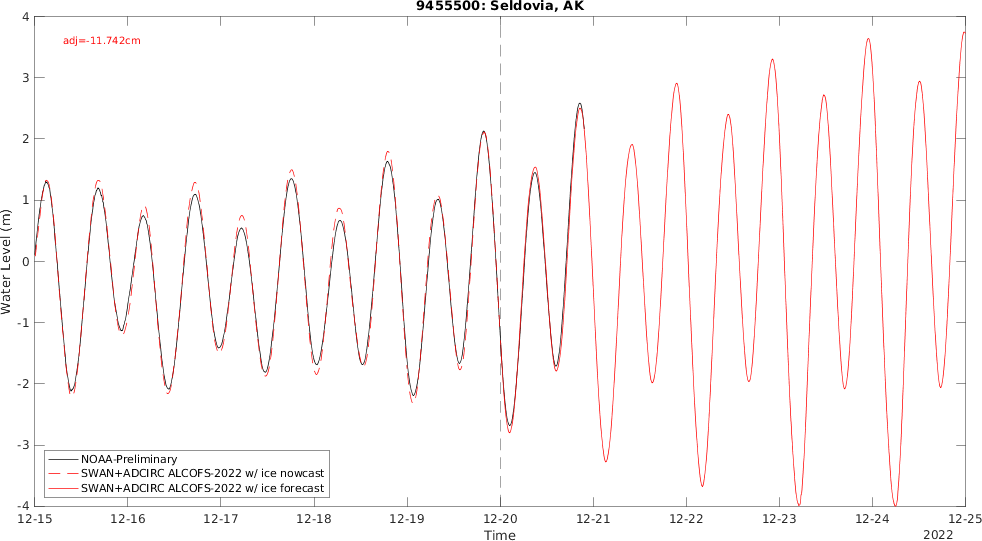 9455500: Seldovia, AK
adj=-11.742cm
4
3
2
1
0
-1
-2
-3
-4
Water Level (m)
NOAA-Preliminary
SWAN+ADCIRC ALCOFS-2022 w/ ice nowcast
SWAN+ADCIRC ALCOFS-2022 w/ ice forecast
12-15 12-16 12-17 12-18 12-19 12-20 12-21 12-22 12-23 12-24 12-25
Time
2022